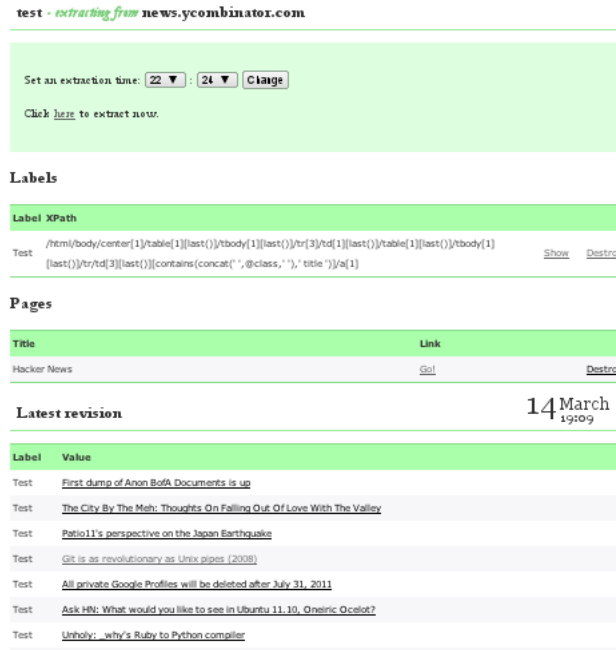 test - extracting from news.ycombinator.com
Set an extraction time: 22 ▼ : 24 ▼ Change
Click here to extract now.
Labels
Label XPath
/html/body/center[1]/table[1][last()]/tbody[1][last()]/tr[3]/td[1][last()]/table[1][last()]/tbody[1]
Test Show Destro
[last()]/tr/td[3][last()][contains(concat(' ',@class,' '),' title ')]/a[1]
Pages
Title Link
Hacker News Go! Destro
Latest revision 14 March
19:09
Label Value
Test First dump of Anon BofA Documents is up
Test The City By The Meh: Thoughts On Falling Out Of Love With The Valley
Test Patio11's perspective on the Japan Earthquake
Test Git is as revolutionary as Unix pipes (2008)
Test All private Google Profiles will be deleted after July 31, 2011
Test Ask HN: What would you like to see in Ubuntu 11.10, Oneiric Ocelot?
Test Unholy: _why's Ruby to Python compiler